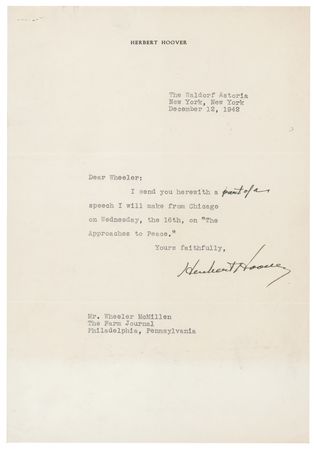 HERBERT HOOVER
The Waldorf Astoria
New York, New York
December 12, 1942
Dear Wheeler:
I send you herewith a part of a
speech I will make from Chicago
on Wednesday, the 16th, on "The
Approaches to Peace."
Yours faithfully,
Herbert Hoover
Mr. Wheeler McMillen
The Farm Journal
Philadelphia, Pennsylvania